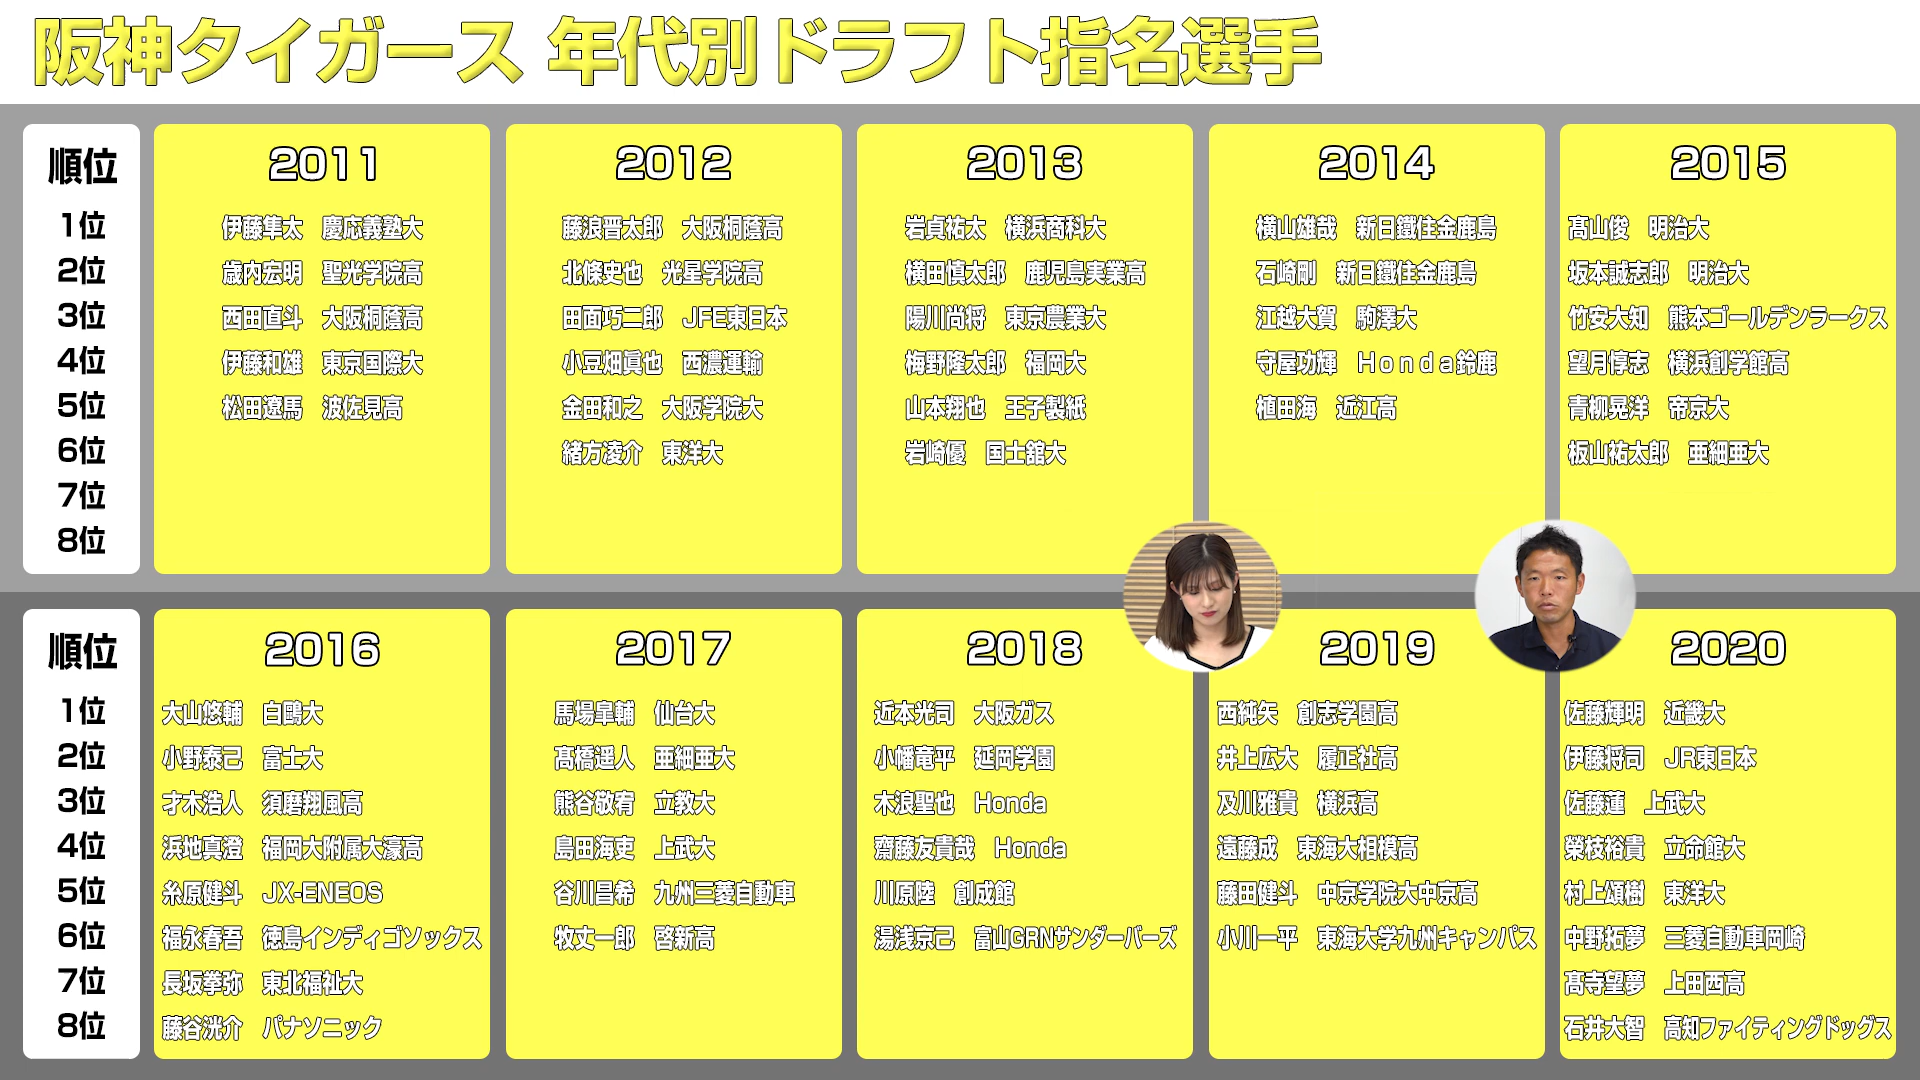 阪神タイガース 年代別ドラフト指名選手
順位
1位
2位
3位
4位
5位
6位
7位
8位
2011
伊藤隼太　慶応義塾大
歳内宏明　聖光学院高
西田直斗　大阪桐蔭高
伊藤和雄　東京国際大
松田遼馬　波佐見高
2012
藤浪晋太郎　大阪桐蔭高
北條史也　光星学院高
田面巧二郎　JFE東日本
小豆畑眞也　西濃運輸
金田和之　大阪学院大
緒方凌介　東洋大
2013
岩貞祐太　横浜商科大
横田慎太郎　鹿児島実業高
陽川尚将　東京農業大
梅野隆太郎　福岡大
山本翔也　王子製紙
岩崎優　国士舘大
2014
横山雄哉　新日鐵住金鹿島
石崎剛　新日鐵住金鹿島
江越大賀　駒澤大
守屋功輝　Ｈｏｎｄａ鈴鹿
植田海　近江高
2015
髙山俊　明治大
坂本誠志郎　明治大
竹安大知　熊本ゴールデンラークス
望月惇志　横浜創学館高
青柳晃洋　帝京大
板山祐太郎　亜細亜大
順位
1位
2位
3位
4位
5位
6位
7位
8位
2016
大山悠輔　白鷗大
小野泰己　富士大
才木浩人　須磨翔風高
浜地真澄　福岡大附属大濠高
糸原健斗　JX-ENEOS
福永春吾　徳島インディゴソックス
長坂拳弥　東北福祉大
藤谷洸介　パナソニック
2017
馬場皐輔　仙台大
髙橋遥人　亜細亜大
熊谷敬宥　立教大
島田海吏　上武大
谷川昌希　九州三菱自動車
牧丈一郎　啓新高
2018
近本光司　大阪ガス
小幡竜平　延岡学園
木浪聖也　Honda
齋藤友貴哉　Honda
川原陸　創成館
湯浅京己　富山GRNサンダーバーズ
2019
西純矢　創志学園高
井上広大　履正社高
及川雅貴　横浜高
遠藤成　東海大相模高
藤田健斗　中京学院大中京高
小川一平　東海大学九州キャンパス
2020
佐藤輝明　近畿大
伊藤将司　JR東日本
佐藤蓮　上武大
榮枝裕貴　立命館大
村上頌樹　東洋大
中野拓夢　三菱自動車岡崎
髙寺望夢　上田西高
石井大智　高知ファイティングドッグス